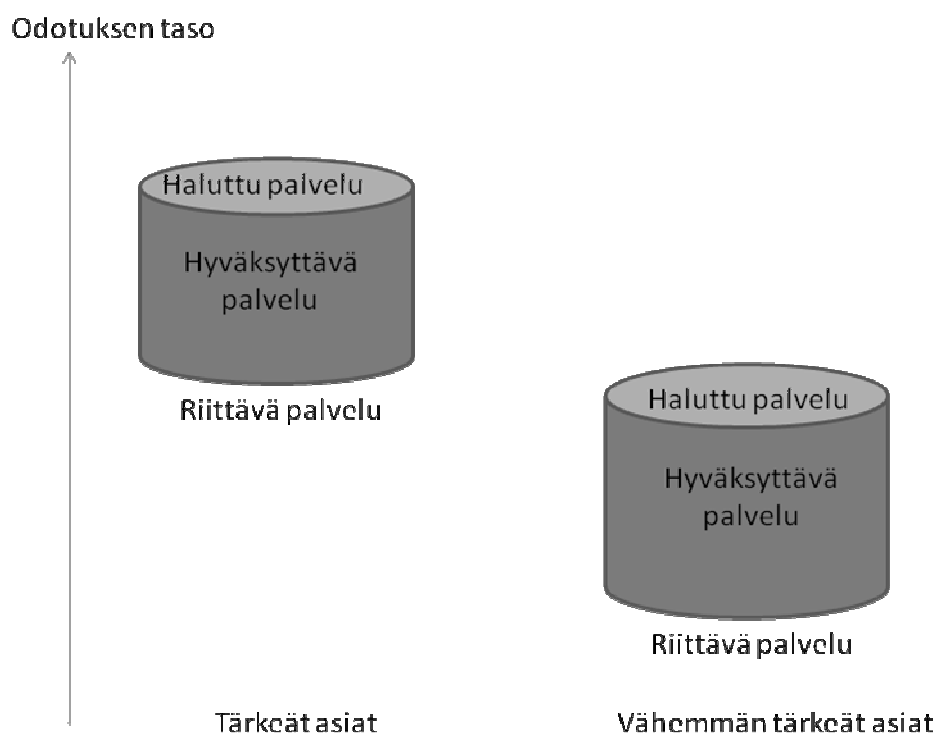 Odotuksen taso
Haluttu palvelu
Hyväksyttävä
palvelu
Riittävä palvelu
Haluttu palvelu
Hyväksyttävä
palvelu
Riittävä palvelu
Tärkeät asiat
Vähemmän tärkeät asiat